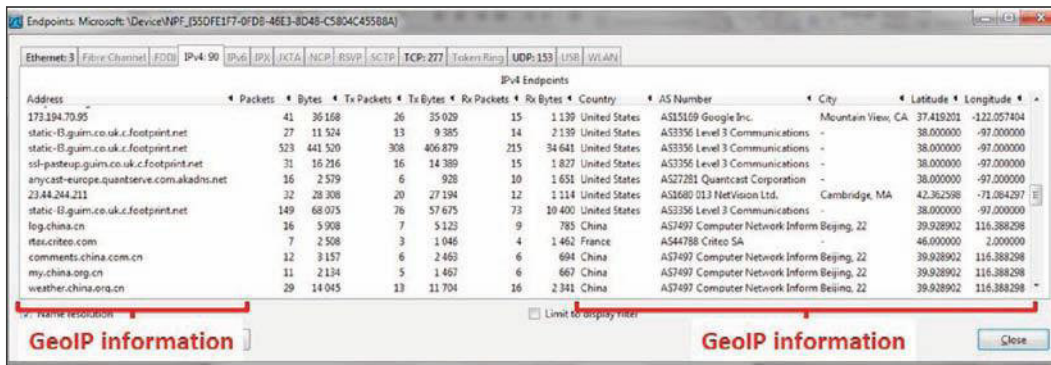 Endpoints: Microsoft: \Device\NPF_{55DFE1F7-0FDB-46E3-8D48-C5804C45588A}
Ethernet: 3 Fibre Channel FDDI IPv4: 90 IPv6 IPX JXTA NCP RSVP SCTP TCP: 277 Token Ring UDP: 153 USB WLAN
IPv4 Endpoints
Address Packets Bytes Tx Packets Tx Bytes Rx Packets Rx Bytes Country AS Number City Latitude Longitude
173.194.70.95 41 36 168 26 35 029 15 1 139 United States AS15169 Google Inc. Mountain View, CA 37.419201 -122.057404
static-l3.guim.co.uk.c.footprint.net 27 11 524 13 9 385 14 2 139 United States AS3356 Level 3 Communications - 38.000000 -97.000000
static-l3.guim.co.uk.c.footprint.net 523 441 520 308 406 879 215 34 641 United States AS3356 Level 3 Communications - 38.000000 -97.000000
ssl-pasteup.guim.co.uk.c.footprint.net 31 16 216 16 14 389 15 1 827 United States AS3356 Level 3 Communications - 38.000000 -97.000000
anycast-europe.quantserve.com.akadns.net 16 2 579 6 928 10 1 651 United States AS27281 Quantcast Corporation - 38.000000 -97.000000
23.44.244.211 32 28 308 20 27 194 12 1 114 United States AS1680 013 NetVision Ltd. Cambridge, MA 42.362598 -71.084297
static-l3.guim.co.uk.c.footprint.net 149 68 075 76 57 675 73 10 400 United States AS3356 Level 3 Communications - 38.000000 -97.000000
log.china.cn 16 5 908 7 5 123 9 785 China AS7497 Computer Network Inform Beijing, 22 39.928902 116.388298
rtax.criteo.com 7 2 508 3 1 046 4 1 462 France AS44788 Criteo SA - 46.000000 2.000000
comments.china.com.cn 12 3 157 6 2 463 6 694 China AS7497 Computer Network Inform Beijing, 22 39.928902 116.388298
my.china.org.cn 11 2 134 5 1 467 6 667 China AS7497 Computer Network Inform Beijing, 22 39.928902 116.388298
weather.china.org.cn 29 14 045 13 11 704 16 2 341 China AS7497 Computer Network Inform Beijing, 22 39.928902 116.388298
Name resolution Limit to display filter
GeoIP information GeoIP information
Close